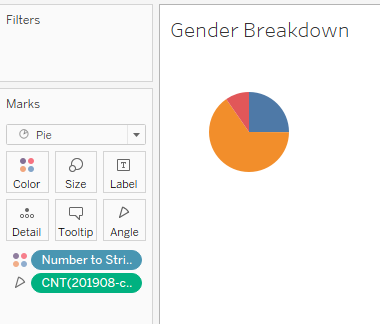 Filters
Gender Breakdown
Marks
Pie
Color Size Label
Detail Tooltip Angle
Number to Stri..
CNT(201908-c..